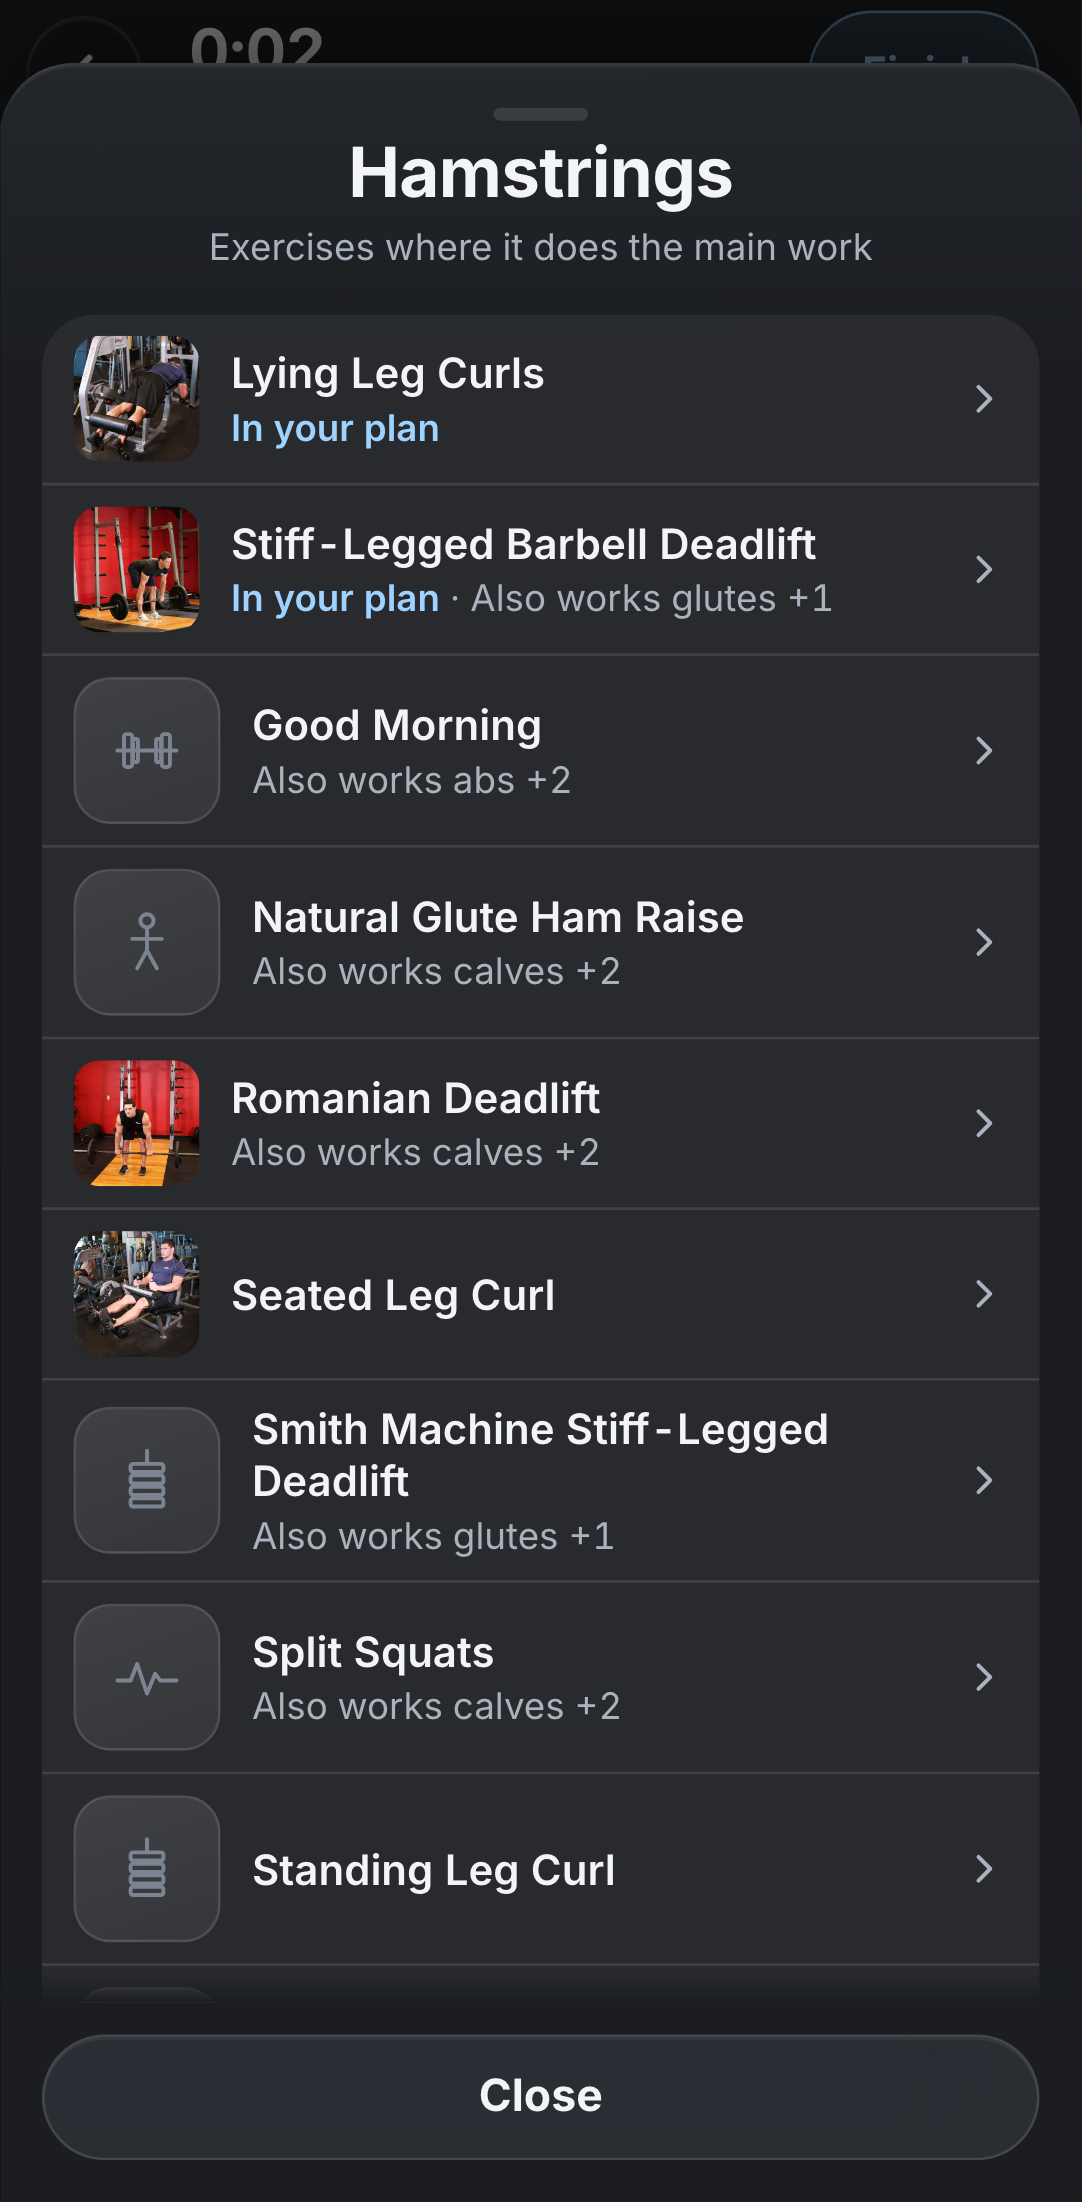 0:02
Finish
Hamstrings
Exercises where it does the main work
Lying Leg Curls
In your plan
Stiff-Legged Barbell Deadlift
In your plan · Also works glutes +1
Good Morning
Also works abs +2
Natural Glute Ham Raise
Also works calves +2
Romanian Deadlift
Also works calves +2
Seated Leg Curl
Smith Machine Stiff-Legged
Deadlift
Also works glutes +1
Split Squats
Also works calves +2
Standing Leg Curl
Close